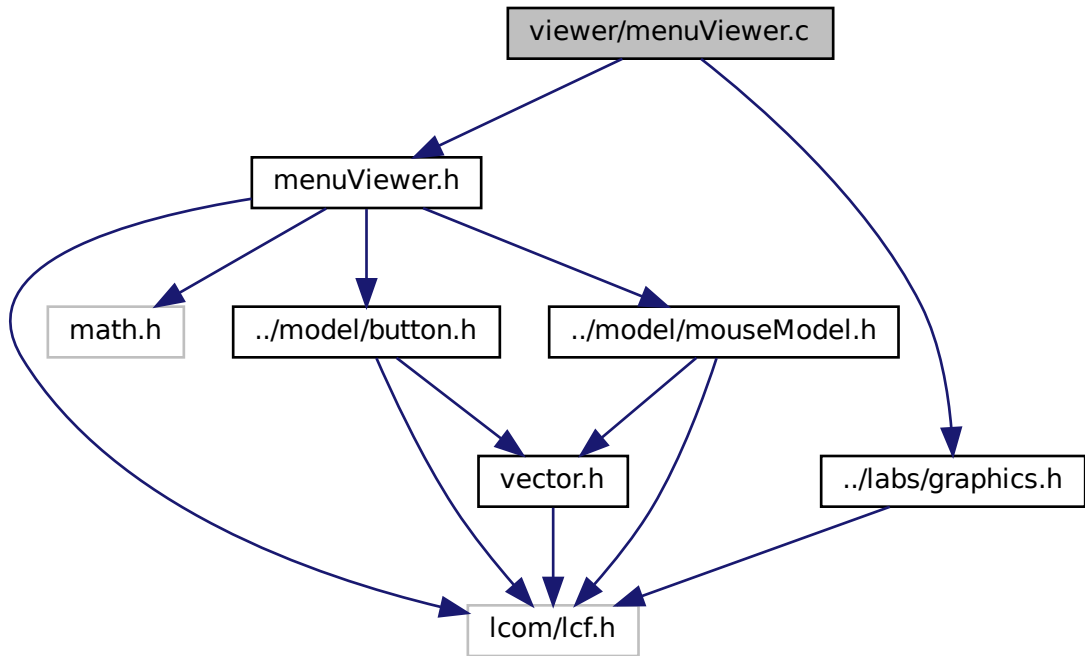 viewer/menuViewer.c
menuViewer.h
math.h
../model/button.h
../model/mouseModel.h
vector.h
../labs/graphics.h
lcom/lcf.h